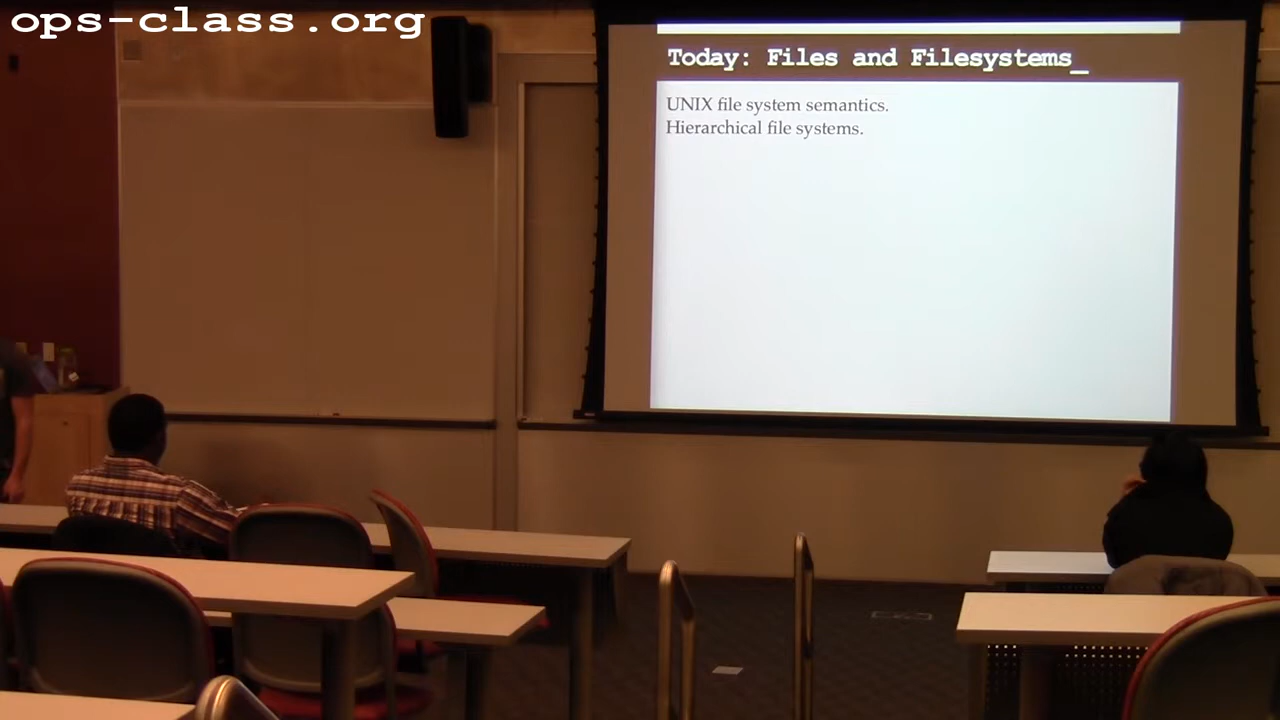 ops-class.org
Today: Files and Filesystems_
UNIX file system semantics.
Hierarchical file systems.